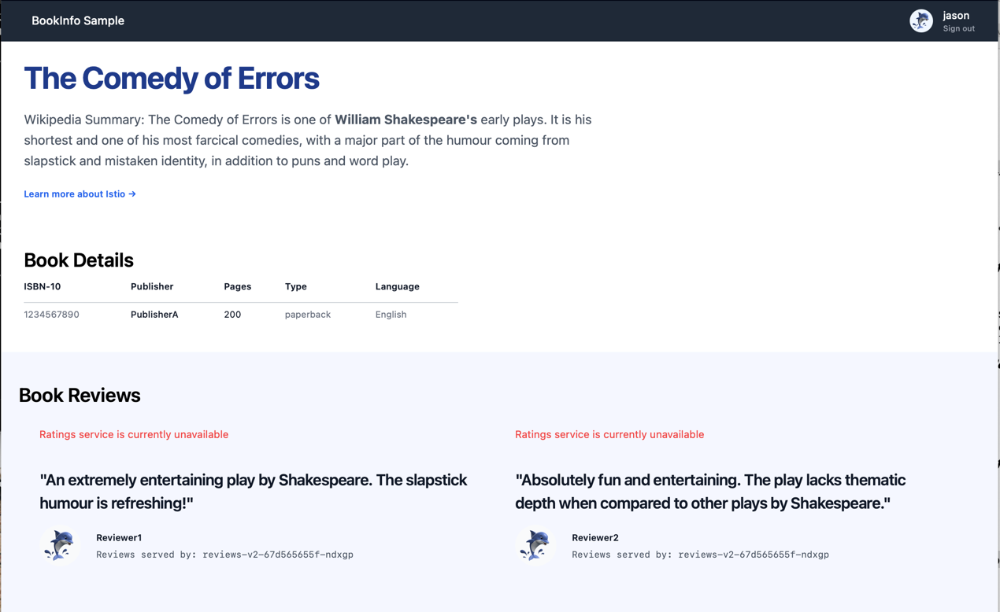 BookInfo Sample
jason
Sign out
The Comedy of Errors
Wikipedia Summary: The Comedy of Errors is one of William Shakespeare's early plays. It is his
shortest and one of his most farcical comedies, with a major part of the humour coming from
slapstick and mistaken identity, in addition to puns and word play.
Learn more about Istio →
Book Details
ISBN-10 Publisher Pages Type Language
1234567890 PublisherA 200 paperback English
Book Reviews
Ratings service is currently unavailable
"An extremely entertaining play by Shakespeare. The slapstick
humour is refreshing!"
Reviewer1
Reviews served by: reviews-v2-67d565655f-ndxgp
Ratings service is currently unavailable
"Absolutely fun and entertaining. The play lacks thematic
depth when compared to other plays by Shakespeare."
Reviewer2
Reviews served by: reviews-v2-67d565655f-ndxgp